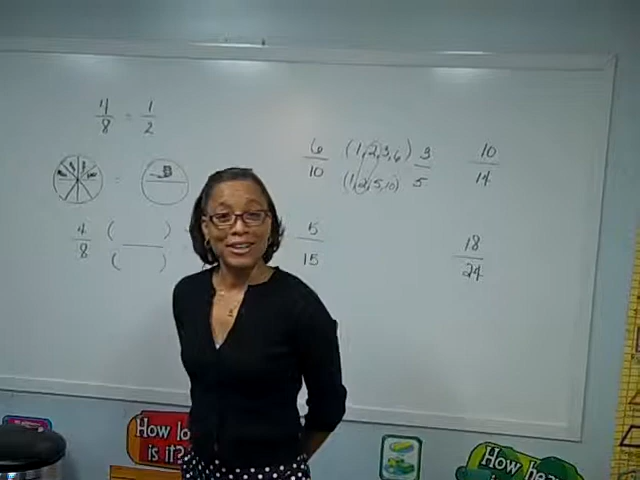 4/8 = 1/2
6/10 (1,2,3,6) 3/5
(1,2,5,10)
10/14
4/8 ( )
( )
5/15
18/24
How lo
is it?
How hea